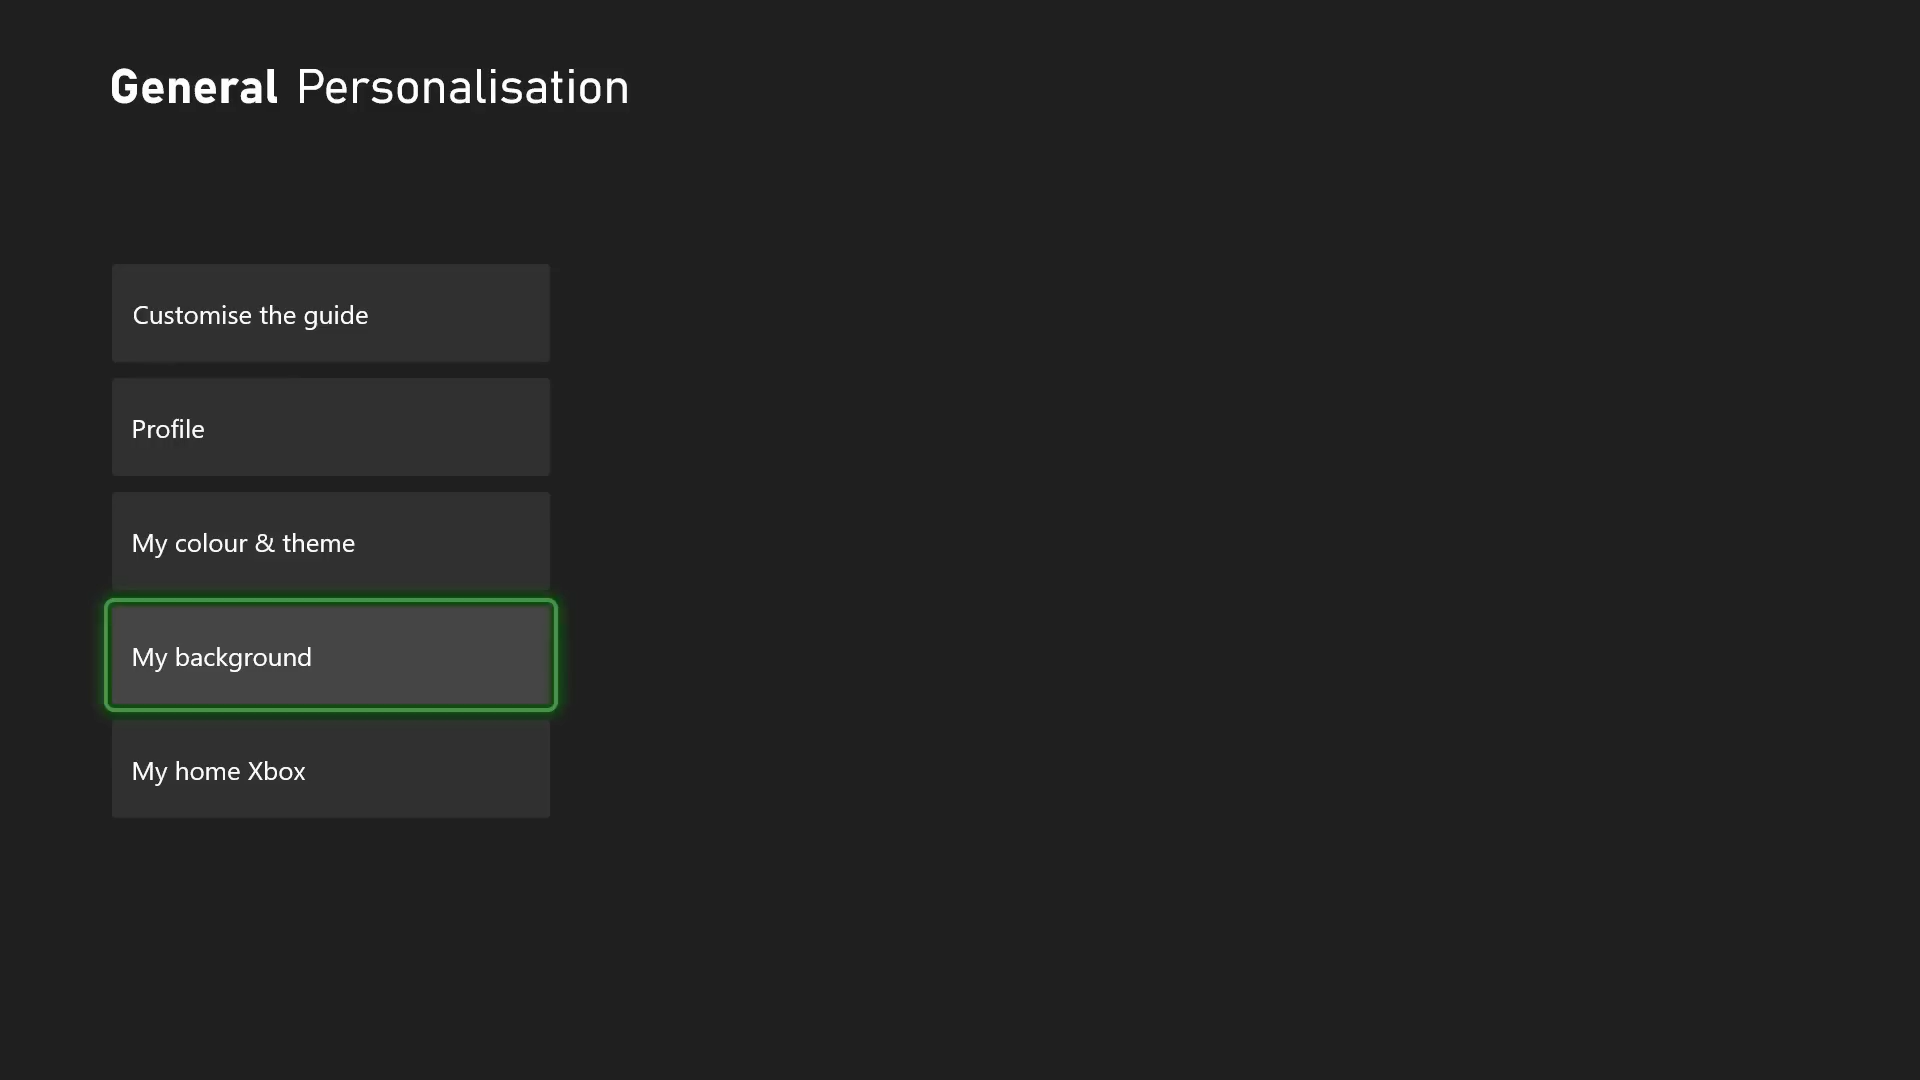 General Personalisation
Customise the guide
Profile
My colour & theme
My background
My home Xbox